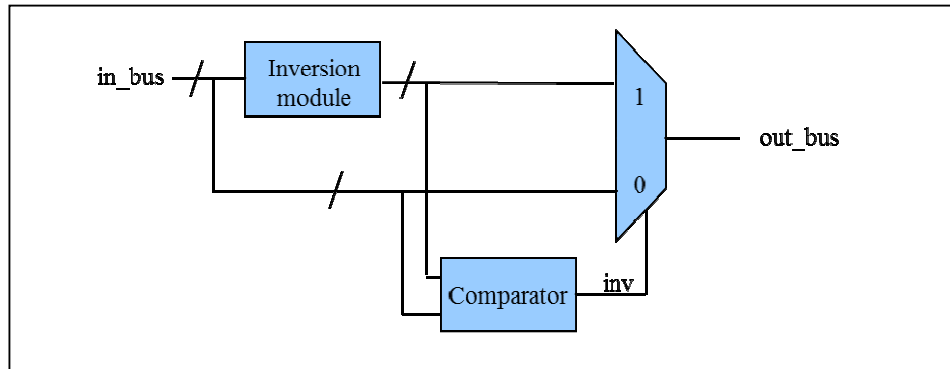 in_bus
Inversion
module
1
out_bus
0
Comparator
inv